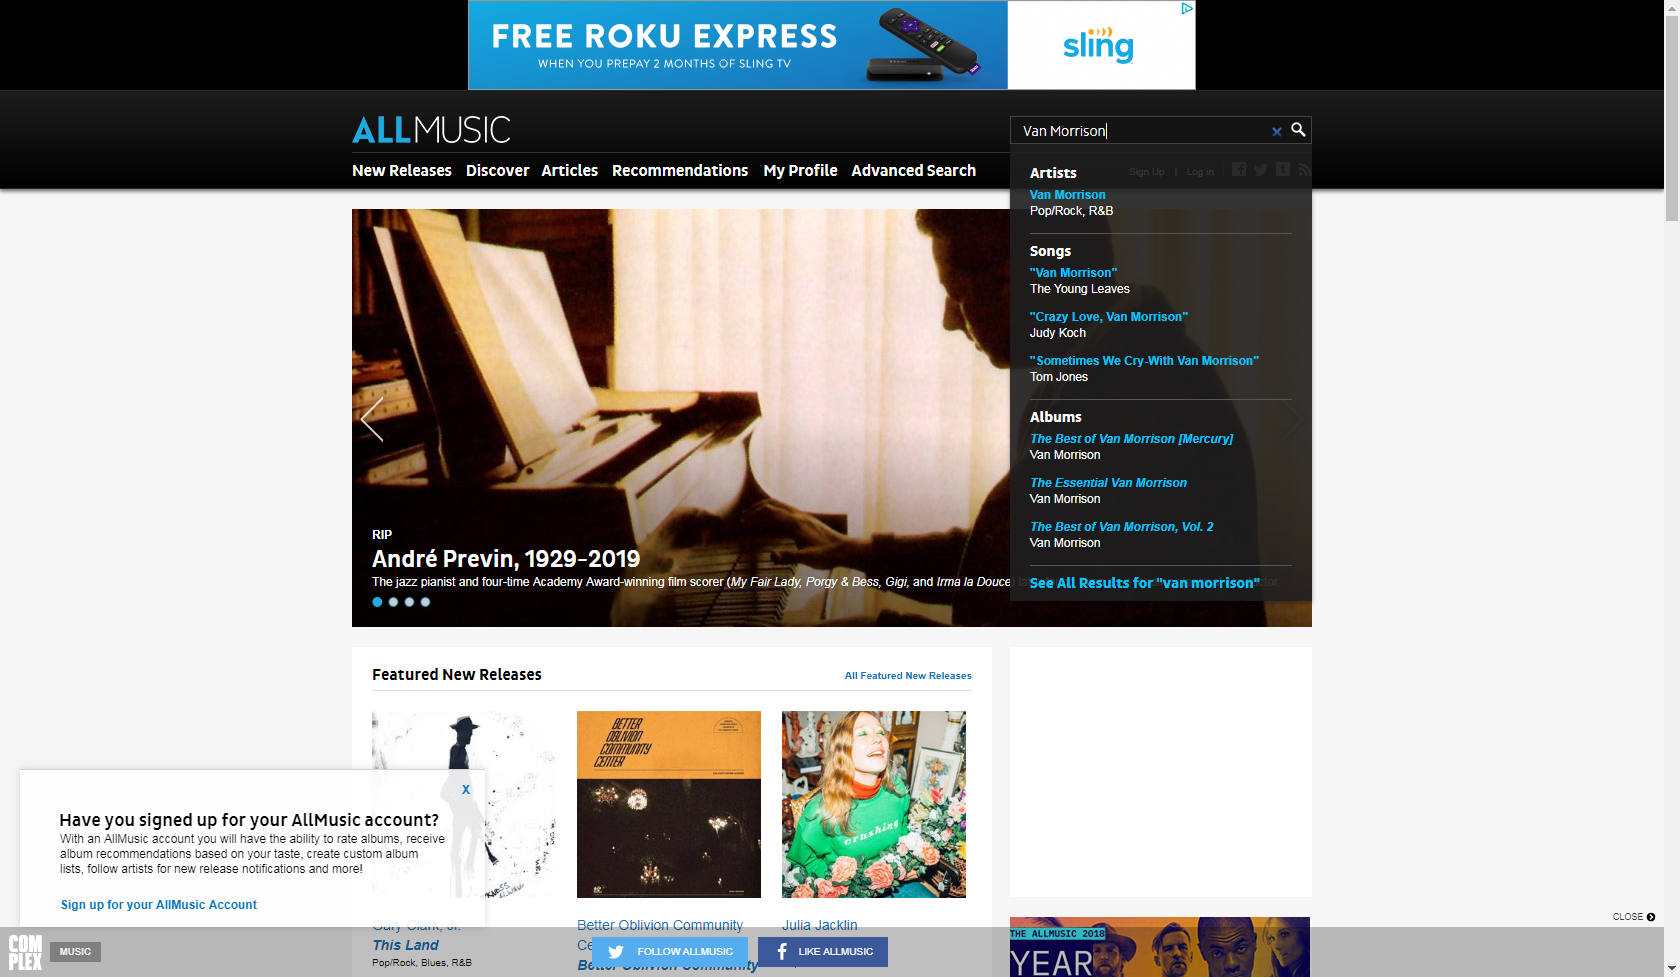 FREE ROKU EXPRESS
WHEN YOU PREPAY 2 MONTHS OF SLING TV
sling
ALLMUSIC
Van Morrison
New Releases Discover Articles Recommendations My Profile Advanced Search
Sign Up | Log in
Artists
Van Morrison
Pop/Rock, R&B
Songs
"Van Morrison"
The Young Leaves
"Crazy Love, Van Morrison"
Judy Koch
"Sometimes We Cry-With Van Morrison"
Tom Jones
Albums
The Best of Van Morrison [Mercury]
Van Morrison
The Essential Van Morrison
Van Morrison
The Best of Van Morrison, Vol. 2
Van Morrison
See All Results for "van morrison"
RIP
André Previn, 1929-2019
The jazz pianist and four-time Academy Award-winning film scorer (My Fair Lady, Porgy & Bess, Gigi, and Irma la Douce)
Featured New Releases
All Featured New Releases
BETTER
OBLIVION
COMMUNITY
CENTER
crushing
X
Have you signed up for your AllMusic account?
With an AllMusic account you will have the ability to rate albums, receive
album recommendations based on your taste, create custom album
lists, follow artists for new release notifications and more!
Sign up for your AllMusic Account
Gary Clark, Jr.
This Land
Pop/Rock, Blues, R&B
Better Oblivion Community
Ce
Better Oblivion Community
Julia Jacklin
THE ALLMUSIC 2018
YEAR
CLOSE
COMPLEX
MUSIC
FOLLOW ALLMUSIC
LIKE ALLMUSIC